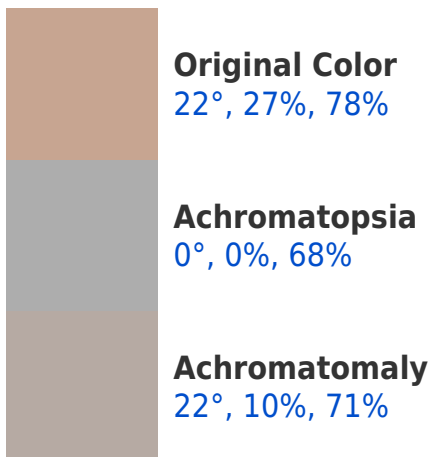 Original Color
22°, 27%, 78%
Achromatopsia
0°, 0%, 68%
Achromatomaly
22°, 10%, 71%